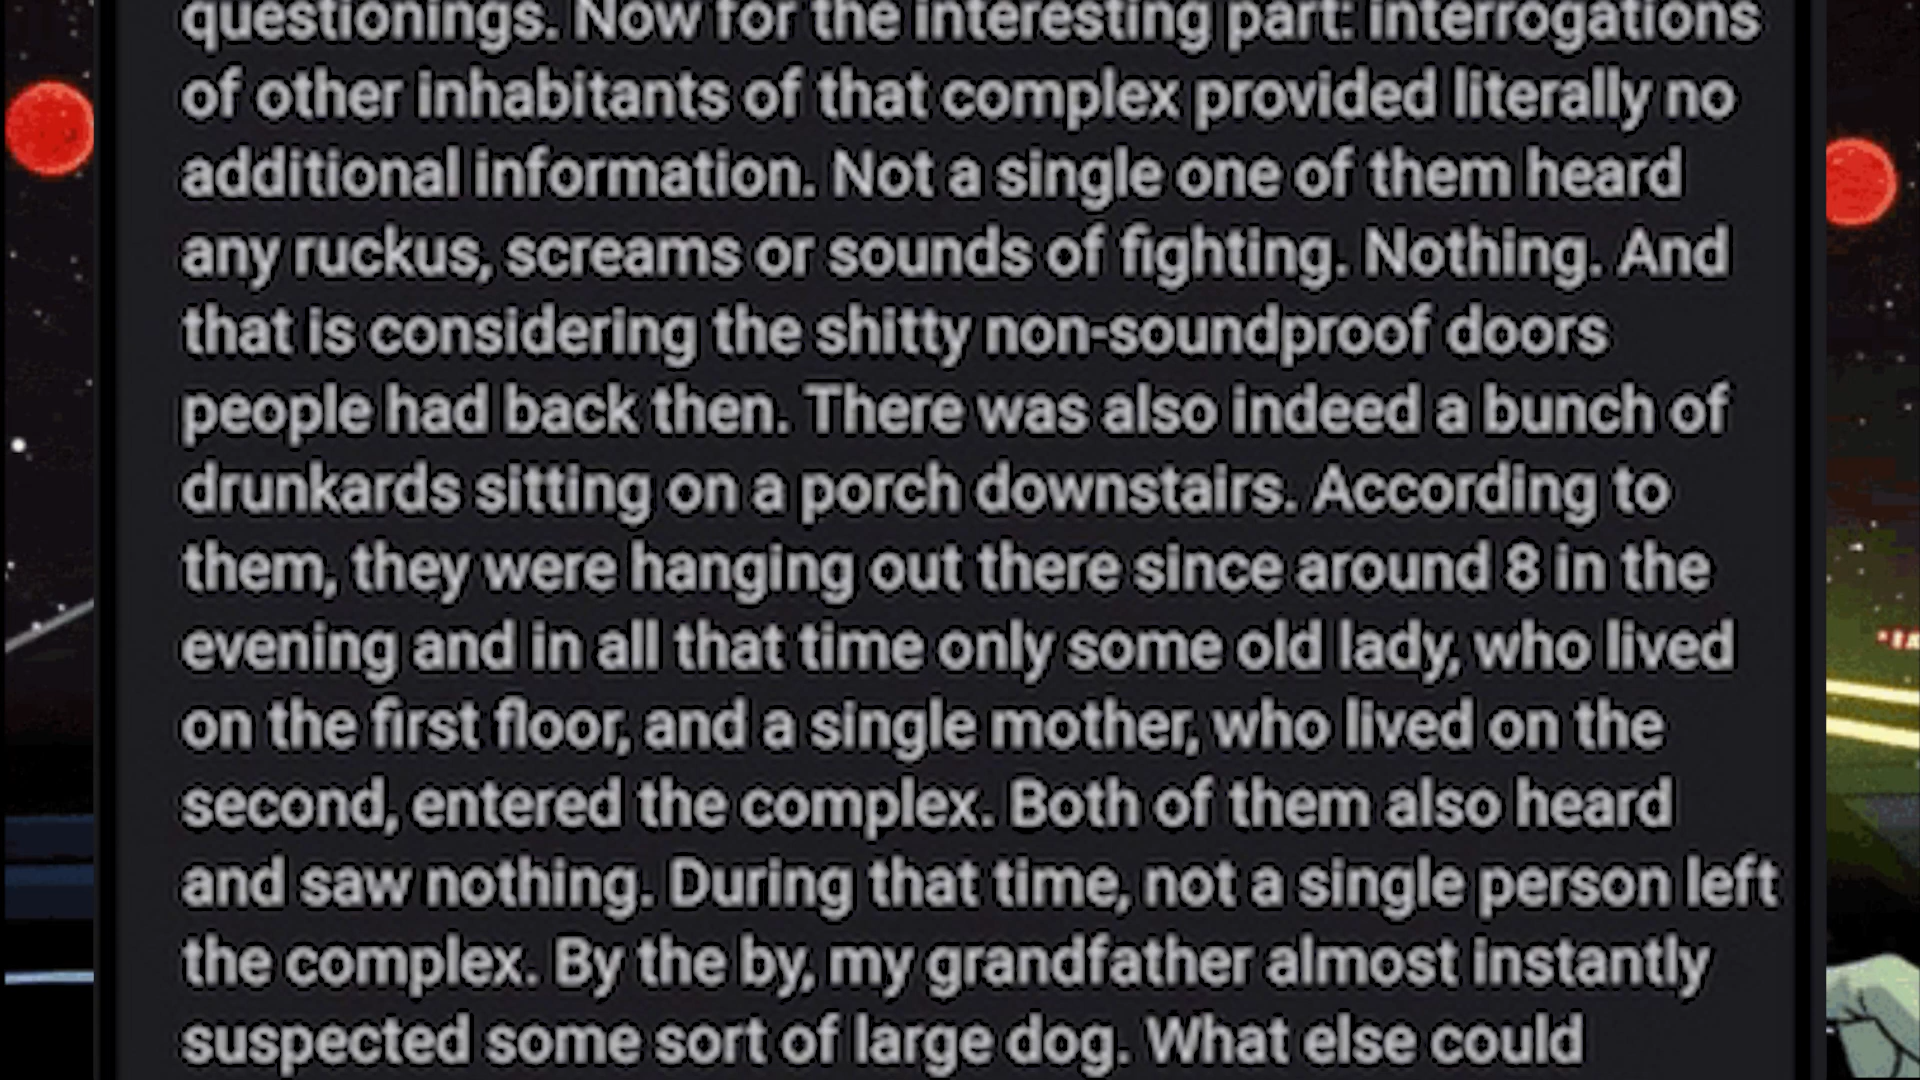 questionings. Now for the interesting part: interrogations
of other inhabitants of that complex provided literally no
additional information. Not a single one of them heard
any ruckus, screams or sounds of fighting. Nothing. And
that is considering the shitty non-soundproof doors
people had back then. There was also indeed a bunch of
drunkards sitting on a porch downstairs. According to
them, they were hanging out there since around 8 in the
evening and in all that time only some old lady, who lived
on the first floor, and a single mother, who lived on the
second, entered the complex. Both of them also heard
and saw nothing. During that time, not a single person left
the complex. By the by, my grandfather almost instantly
suspected some sort of large dog. What else could